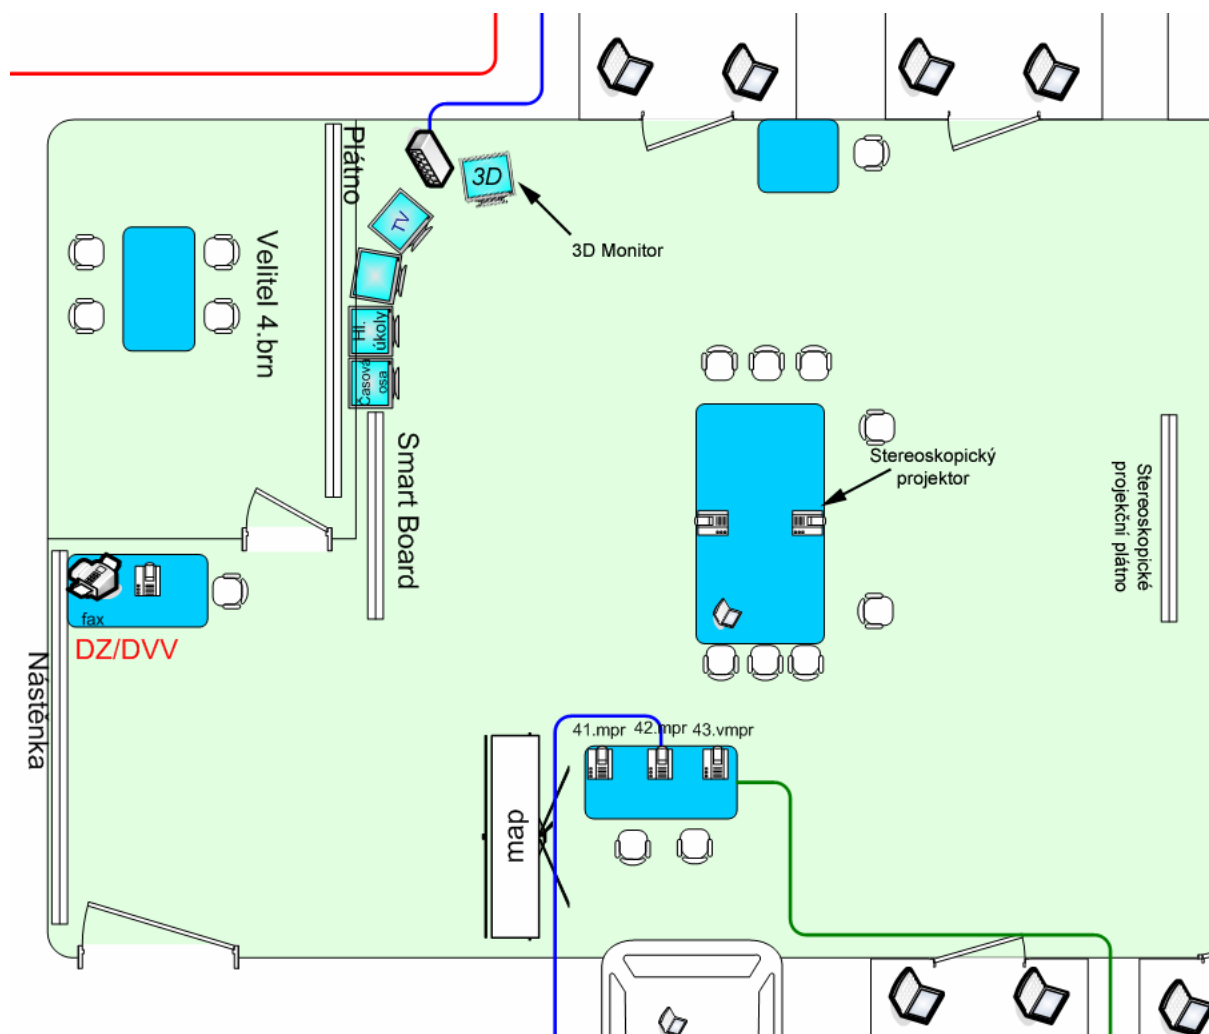 Plátno
3D
TV
3D Monitor
Velitel 4.brn
Hl.
úkoly
Časová
osa
Smart Board
Stereoskopický
projektor
Stereoskopické
projekční plátno
fax
DZ/DVV
Nástěnka
41.mpr
42.mpr
43.vmpr
map